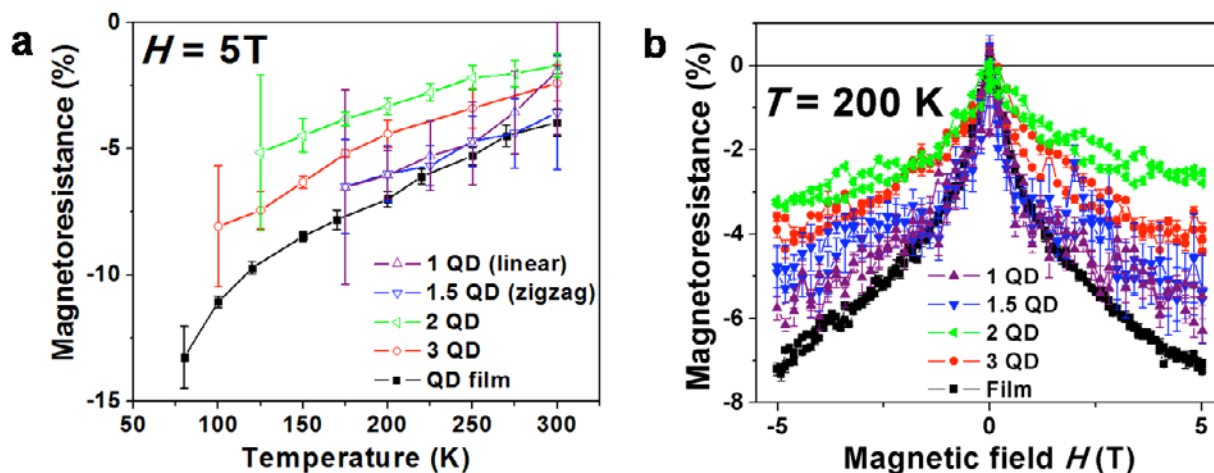 a
H = 5T
Magnetoresistance (%)
0
-5
-10
-15
1 QD (linear)
1.5 QD (zigzag)
2 QD
3 QD
QD film
100
150
200
250
300
Temperature (K)
b
T = 200 K
Magnetoresistance (%)
0
-2
-4
-6
-8
1 QD
1.5 QD
2 QD
3 QD
Film
-5
0
5
Magnetic field H (T)